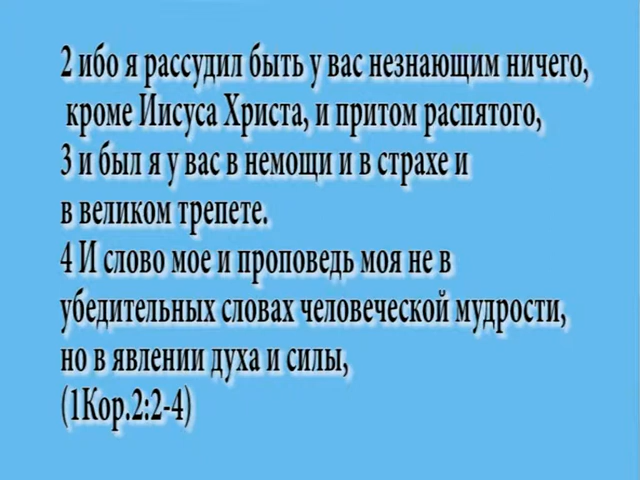 2 ибо я рассудил быть у вас незнающим ничего,
кроме Иисуса Христа, и притом распятого,
3 и был я у вас в немощи и в страхе и
в великом трепете.
4 И слово мое и проповедь моя не в
убедительных словах человеческой мудрости,
но в явлении духа и силы,
(1Кор.2:2-4)